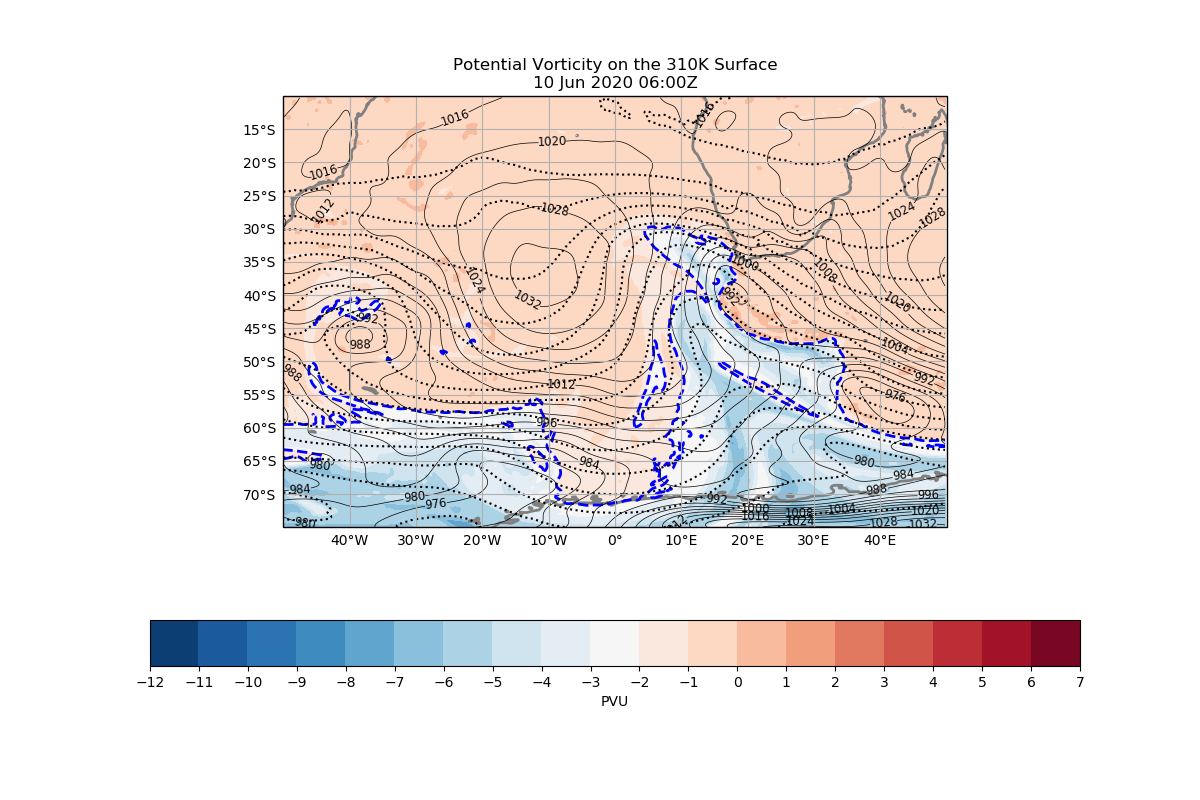 Potential Vorticity on the 310K Surface
10 Jun 2020 06:00Z
15°S
20°S
25°S
30°S
35°S
40°S
45°S
50°S
55°S
60°S
65°S
70°S
1016
1020
1016
1016
1012
1028
1024
1028
1000
1024
1032
992
1008
1020
992
988
988
1004
992
1012
976
996
980
984
980
984
984
980
976
992
988
996
1000
1008
1004
1020
1016
1024
1028
1032
980
1012
40°W 30°W 20°W 10°W 0° 10°E 20°E 30°E 40°E
−12 −11 −10 −9 −8 −7 −6 −5 −4 −3 −2 −1 0 1 2 3 4 5 6 7
PVU